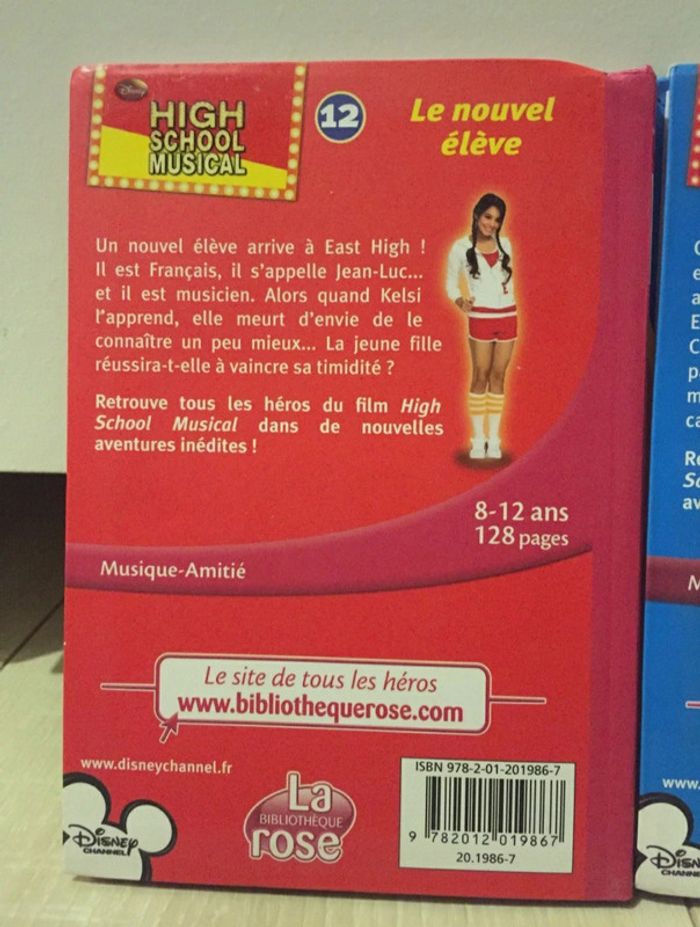 Disney
HIGH
SCHOOL
MUSICAL
12
Le nouvel
élève
Un nouvel élève arrive à East High !
Il est Français, il s'appelle Jean-Luc...
et il est musicien. Alors quand Kelsi
l'apprend, elle meurt d'envie de le
connaître un peu mieux... La jeune fille
réussira-t-elle à vaincre sa timidité ?
Retrouve tous les héros du film High
School Musical dans de nouvelles
aventures inédites !
8-12 ans
128 pages
Musique-Amitié
Le site de tous les héros
www.bibliothequerose.com
www.disneychannel.fr
ISBN 978-2-01-201986-7
9 782012 019867
20.1986-7
La
BIBLIOTHÈQUE
rose
DISNEY
CHANNEL
www.